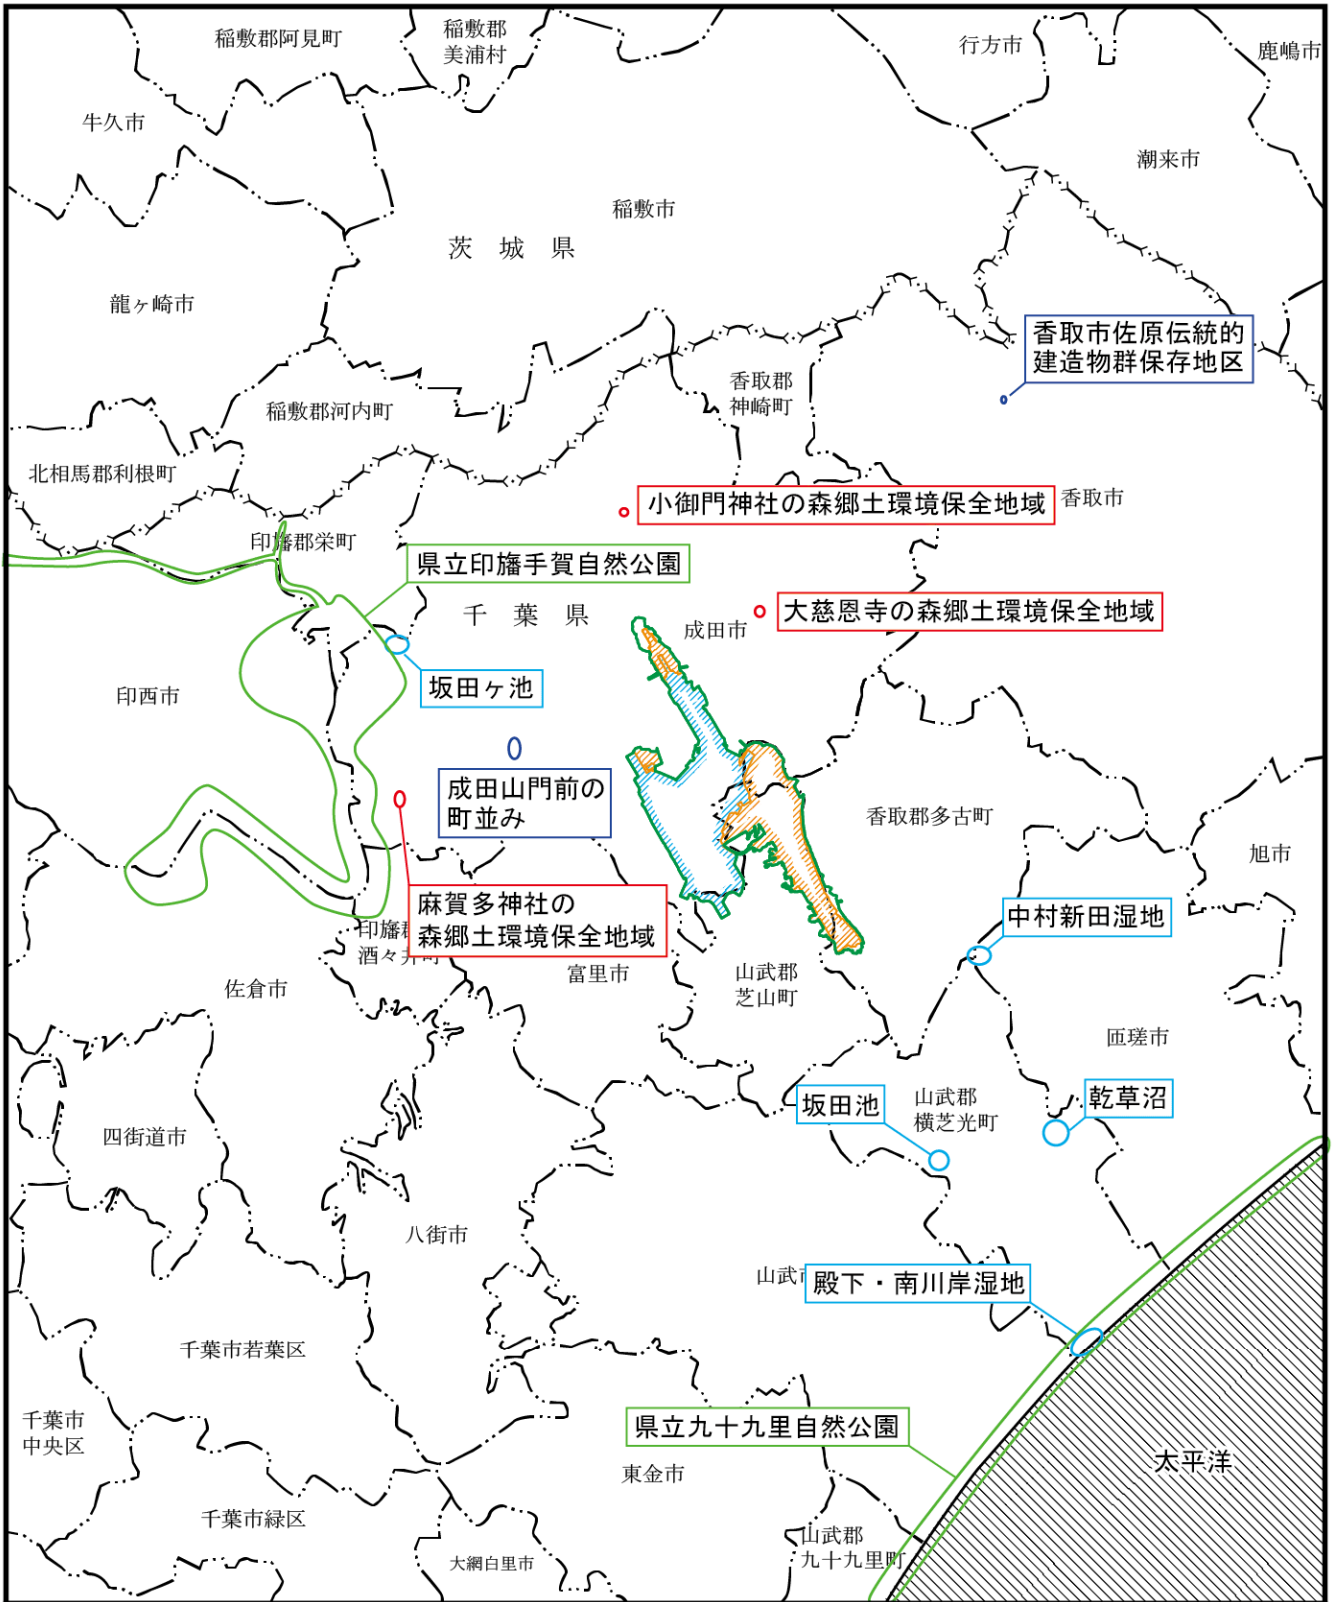 稲敷郡阿見町
稲敷郡
美浦村
行方市
鹿嶋市
牛久市
潮来市
稲敷市
茨城県
龍ヶ崎市
香取市佐原伝統的
建造物群保存地区
香取郡
神崎町
稲敷郡河内町
北相馬郡利根町
小御門神社の森郷土環境保全地域
香取市
印旛郡栄町
県立印旛手賀自然公園
千葉県
大慈恩寺の森郷土環境保全地域
成田市
坂田ヶ池
印西市
成田山門前の
町並み
香取郡多古町
旭市
麻賀多神社の
森郷土環境保全地域
中村新田湿地
印旛郡
酒々井町
富里市
山武郡
芝山町
佐倉市
匝瑳市
坂田池
山武郡
横芝光町
乾草沼
四街道市
八街市
山武市
殿下・南川岸湿地
千葉市若葉区
千葉市
中央区
県立九十九里自然公園
東金市
太平洋
千葉市緑区
山武郡
九十九里町
大網白里市